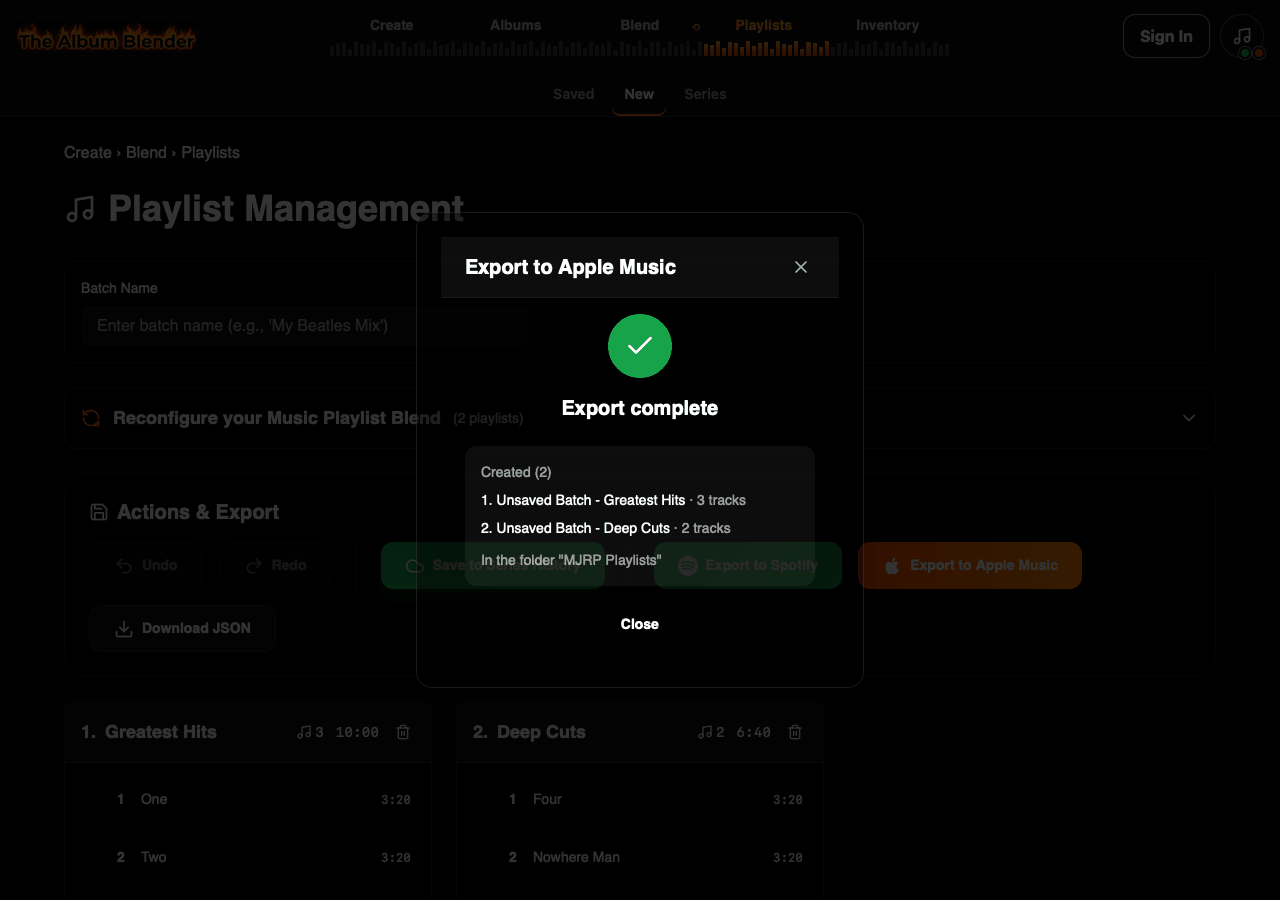 The Album Blender
Create
Albums
Blend
Playlists
Inventory
Sign In
Saved
New
Series
Create › Blend › Playlists
Playlist Management
Export to Apple Music
Batch Name
Enter batch name (e.g., 'My Beatles Mix')
Export complete
Reconfigure your Music Playlist Blend (2 playlists)
Created (2)
1. Unsaved Batch - Greatest Hits · 3 tracks
2. Unsaved Batch - Deep Cuts · 2 tracks
In the folder "MJRP Playlists"
Close
Actions & Export
Undo
Redo
Save to Series History
Export to Spotify
Export to Apple Music
Download JSON
1. Greatest Hits 3 10:00
1 One 3:20
2 Two 3:20
2. Deep Cuts 2 6:40
1 Four 3:20
2 Nowhere Man 3:20